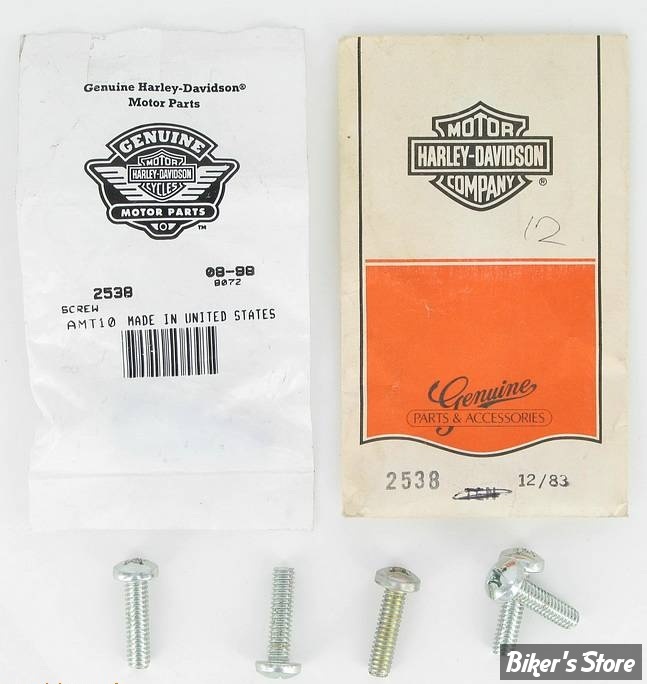 Genuine Harley-Davidson®
Motor Parts
GENUINE
MOTOR
HARLEY-DAVIDSON
CYCLES
MOTOR PARTS
TM
08-98
2538 8072
SCREW
AMT10 MADE IN UNITED STATES
MOTOR
HARLEY-DAVIDSON
COMPANY ®
12
Genuine
PARTS & ACCESSORIES
2538 TEN 12/83
Biker's Store